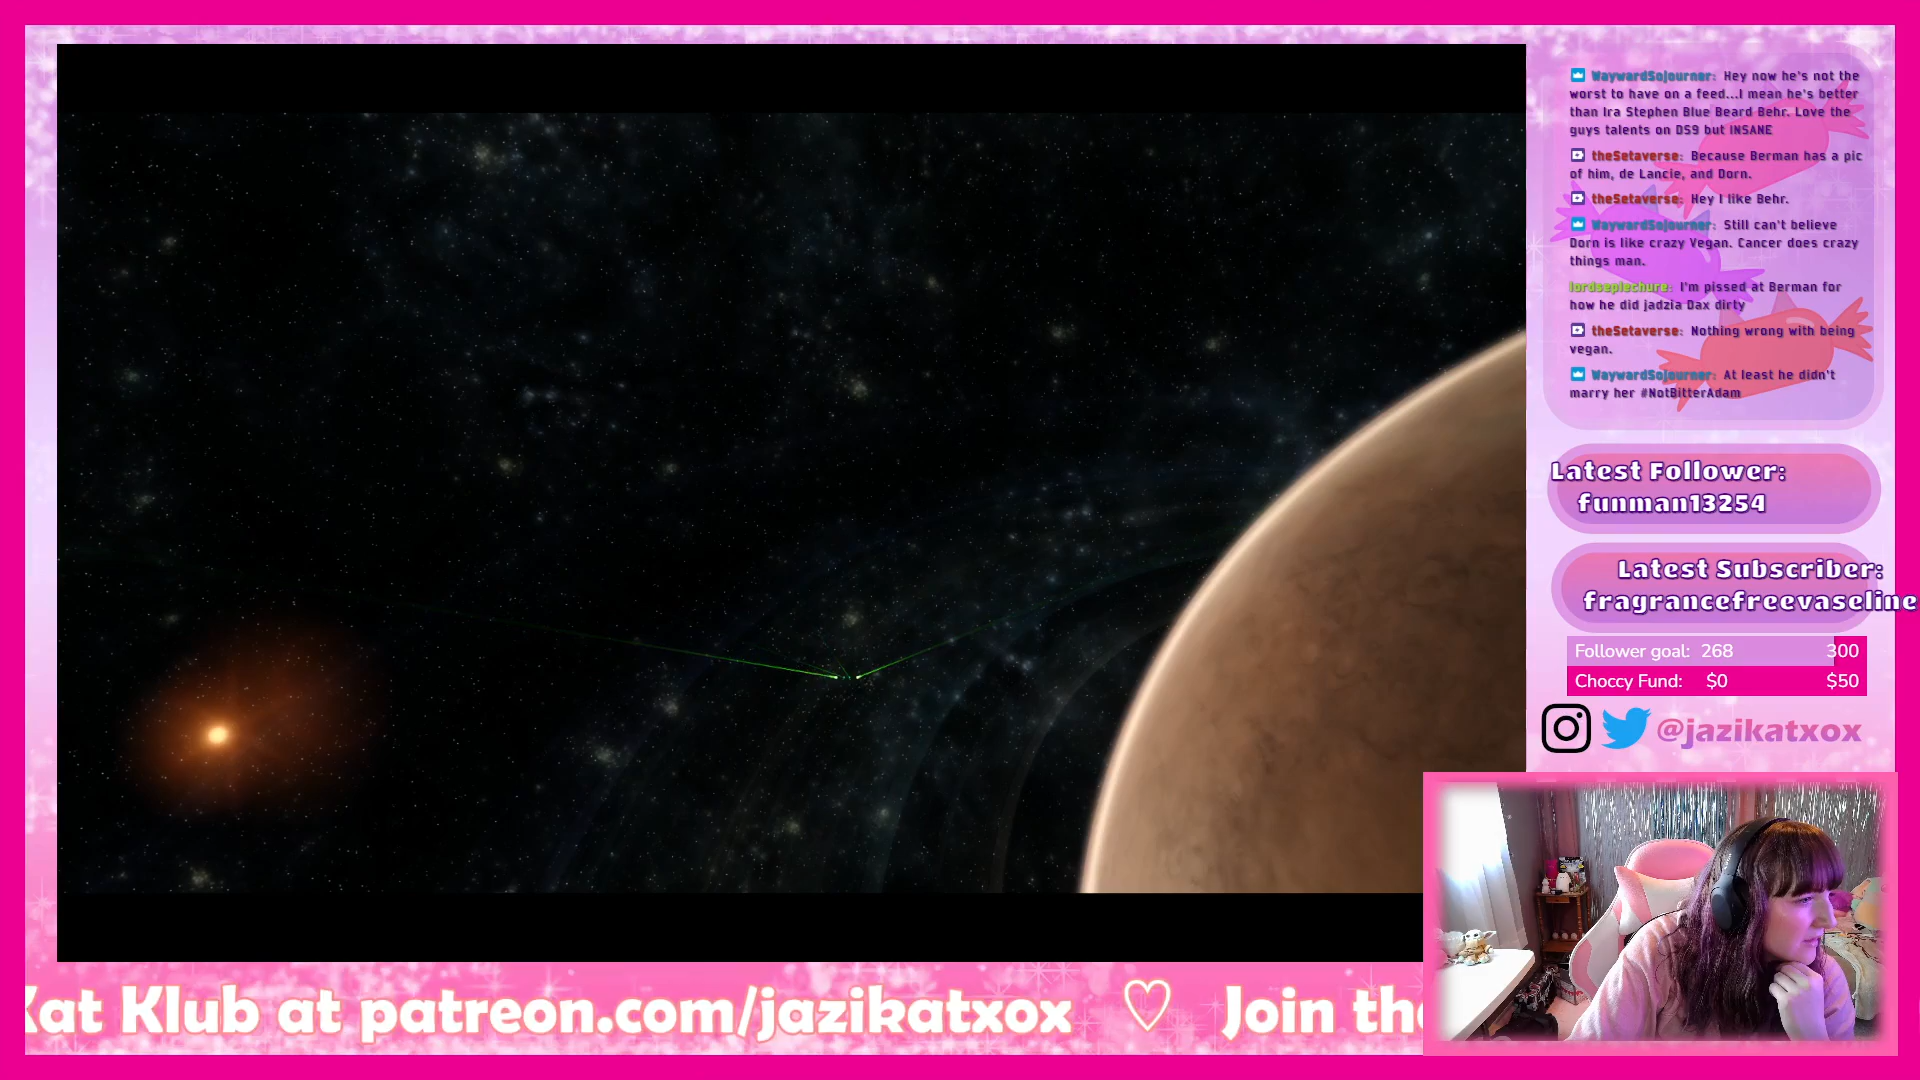 WaywardSojourner: Hey now he's not the
worst to have on a feed...I mean he's better
than Ira Stephen Blue Beard Behr. Love the
guys talents on DS9 but INSANE
theSetaverse: Because Berman has a pic
of him, de Lancie, and Dorn.
theSetaverse: Hey I like Behr.
WaywardSojourner: Still can't believe
Dorn is like crazy Vegan. Cancer does crazy
things man.
lordseplechure: I'm pissed at Berman for
how he did jadzia Dax dirty
theSetaverse: Nothing wrong with being
vegan.
WaywardSojourner: At least he didn't
marry her #NotBitterAdam
Latest Follower:
funman13254
Latest Subscriber:
fragrancefreevaseline
Follower goal: 268 300
Choccy Fund: $0 $50
@jazikatxox
Kat Klub at patreon.com/jazikatxox ♡ Join the